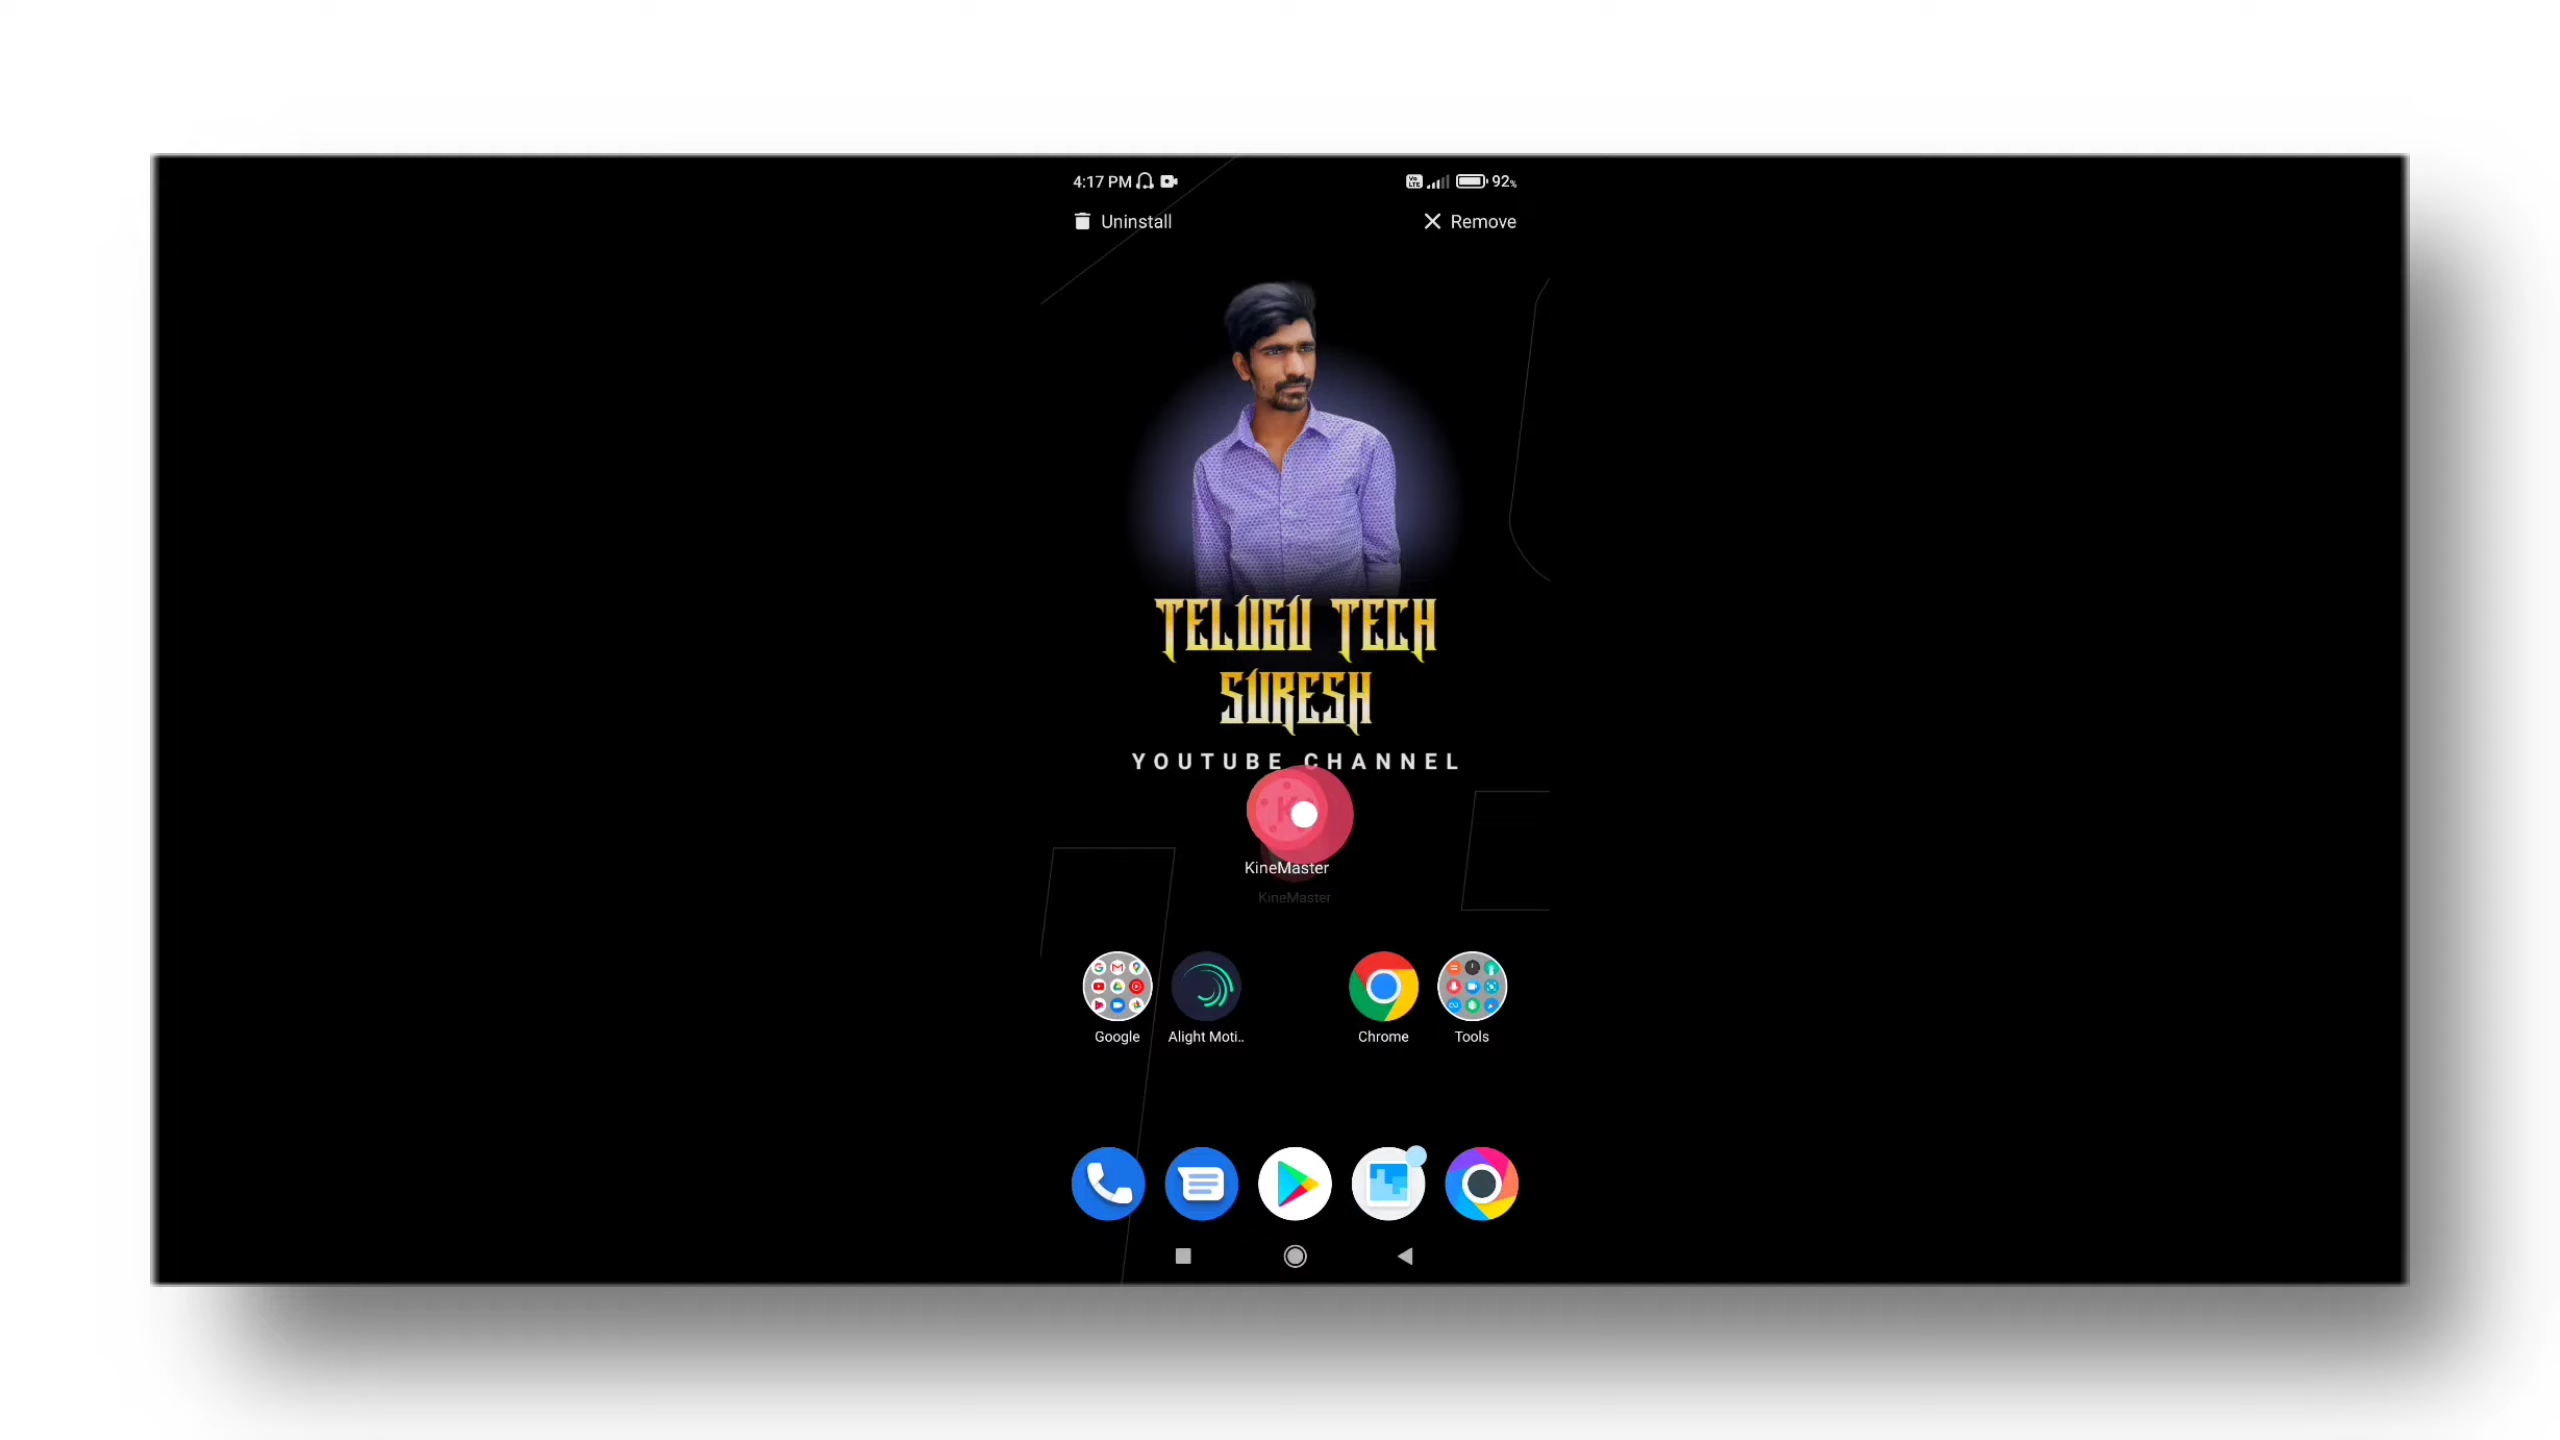 4:17 PM 92%
Uninstall Remove
TELUGU TECH
SURESH
YOUTUBE CHANNEL
KineMaster
KineMaster
Google Alight Moti.. Chrome Tools